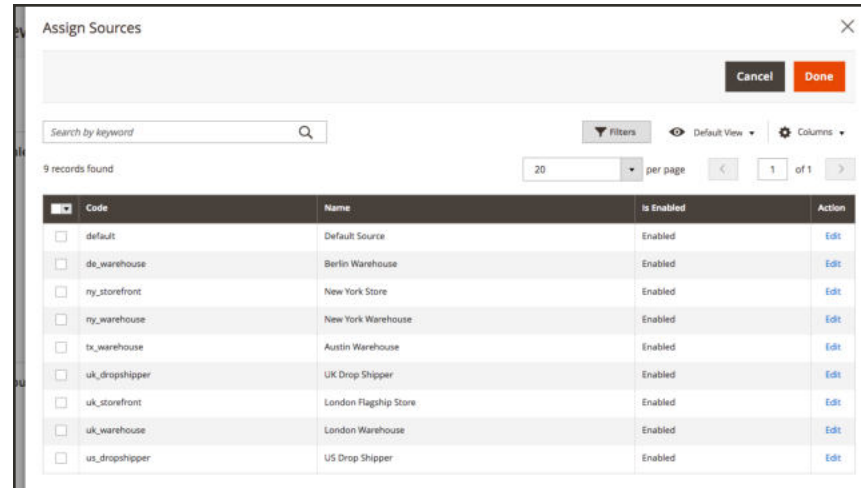 Assign Sources
Cancel Done
Search by keyword Filters Default View Columns
9 records found 20 per page 1 of 1
Code Name Is Enabled Action
default Default Source Enabled Edit
de_warehouse Berlin Warehouse Enabled Edit
ny_storefront New York Store Enabled Edit
ny_warehouse New York Warehouse Enabled Edit
tx_warehouse Austin Warehouse Enabled Edit
uk_dropshipper UK Drop Shipper Enabled Edit
uk_storefront London Flagship Store Enabled Edit
uk_warehouse London Warehouse Enabled Edit
us_dropshipper US Drop Shipper Enabled Edit